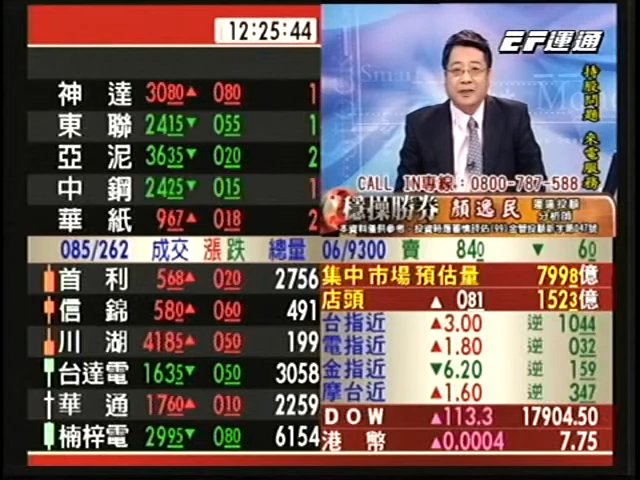 12:25:44
EF運通
持股問題 來電服務
Smart
Mone
神達 3080▲ 080 1
東聯 2415▼ 055 1
亞泥 3635▼ 020 2
中鋼 2425▼ 015 1
華紙 967▲ 018 2
CALL IN專線：0800-787-588
穩操勝券 顏逸民 運達投顧 分析師
085/262 成交 漲跌 總量
06/9300 賣 840 ▼ 60
首利 568▲ 020 2756
信錦 580▲ 060 491
川湖 4185▲ 050 199
台達電 1635▼ 050 3058
華通 1760▲ 010 2259
楠梓電 2995▼ 080 6154
集中市場預估量 7998億
店頭 ▲ 081 1523億
台指近 ▲3.00 逆 1044
電指近 ▲1.80 逆 032
金指近 ▼6.20 逆 159
摩台近 ▲1.60 逆 347
DOW ▲113.3 17904.50
港幣 ▲0.0004 7.75